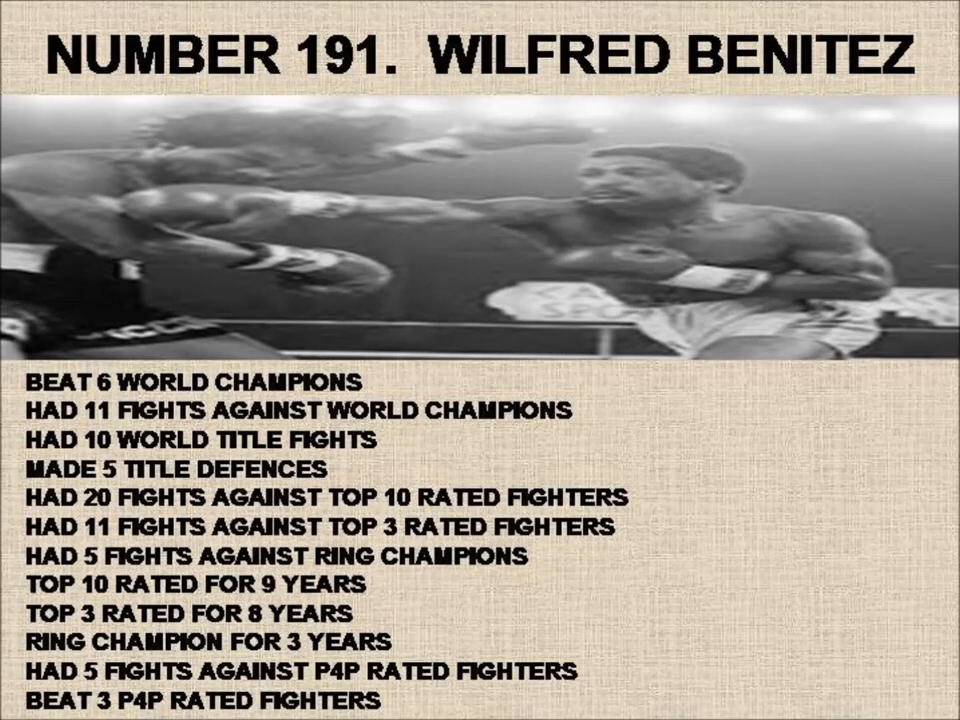 NUMBER 191. WILFRED BENITEZ
BEAT 6 WORLD CHAMPIONS
HAD 11 FIGHTS AGAINST WORLD CHAMPIONS
HAD 10 WORLD TITLE FIGHTS
MADE 5 TITLE DEFENCES
HAD 20 FIGHTS AGAINST TOP 10 RATED FIGHTERS
HAD 11 FIGHTS AGAINST TOP 3 RATED FIGHTERS
HAD 5 FIGHTS AGAINST RING CHAMPIONS
TOP 10 RATED FOR 9 YEARS
TOP 3 RATED FOR 8 YEARS
RING CHAMPION FOR 3 YEARS
HAD 5 FIGHTS AGAINST P4P RATED FIGHTERS
BEAT 3 P4P RATED FIGHTERS